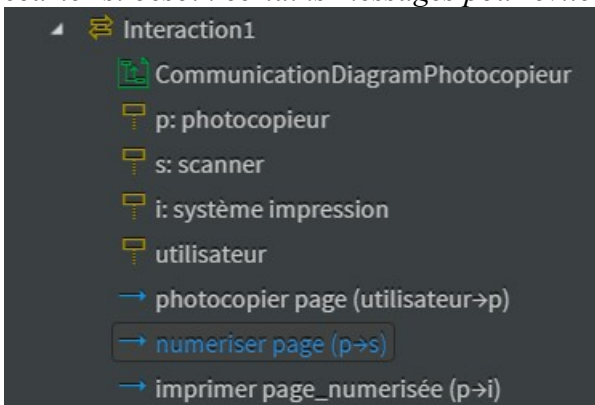 Interaction1
CommunicationDiagramPhotocopieur
p: photocopieur
s: scanner
i: système impression
utilisateur
photocopier page (utilisateur→p)
numeriser page (p→s)
imprimer page_numerisée (p→i)